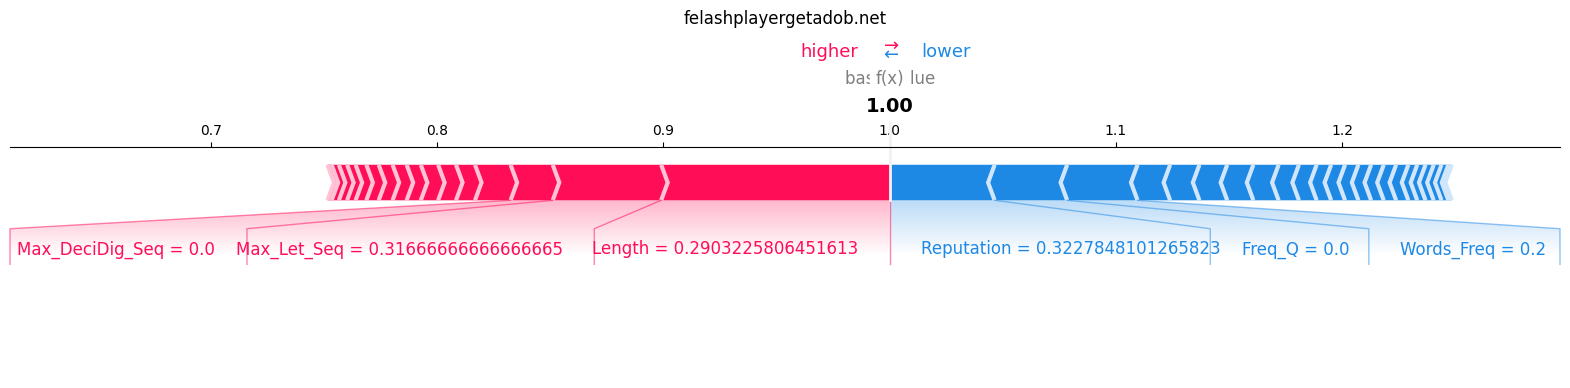 felashplayergetadob.net
higher ⇄ lower
bas f(x) lue
1.00
0.7 0.8 0.9 1.0 1.1 1.2
Max_DeciDig_Seq = 0.0 Max_Let_Seq = 0.31666666666666665 Length = 0.2903225806451613 Reputation = 0.3227848101265823 Freq_Q = 0.0 Words_Freq = 0.2